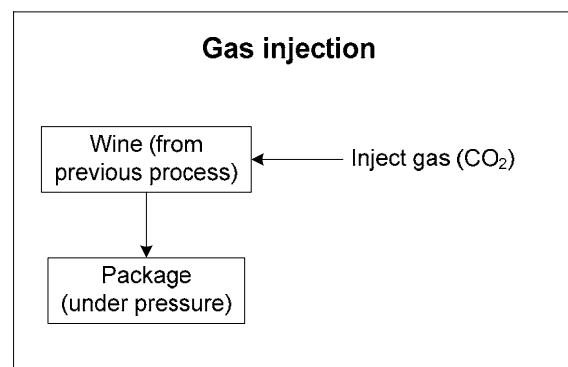 Gas injection
Wine (from
previous process)
Inject gas (CO₂)
Package
(under pressure)